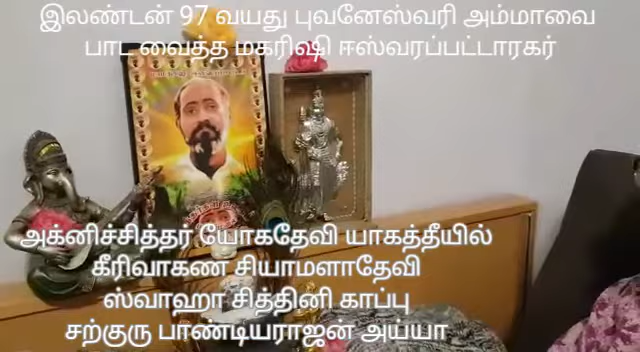 இலண்டன் 97 வயது புவனேஸ்வரி அம்மாவை
பாட வைத்த மகரிஷி ஈஸ்வரப்பட்டாரகர்
அக்னிச்சித்தர் யோகதேவி யாகத்தீயில்
கீரிவாகண சியாமளாதேவி
ஸ்வாஹா சித்தினி காப்பு
சற்குரு பாண்டியராஜன் அய்யா